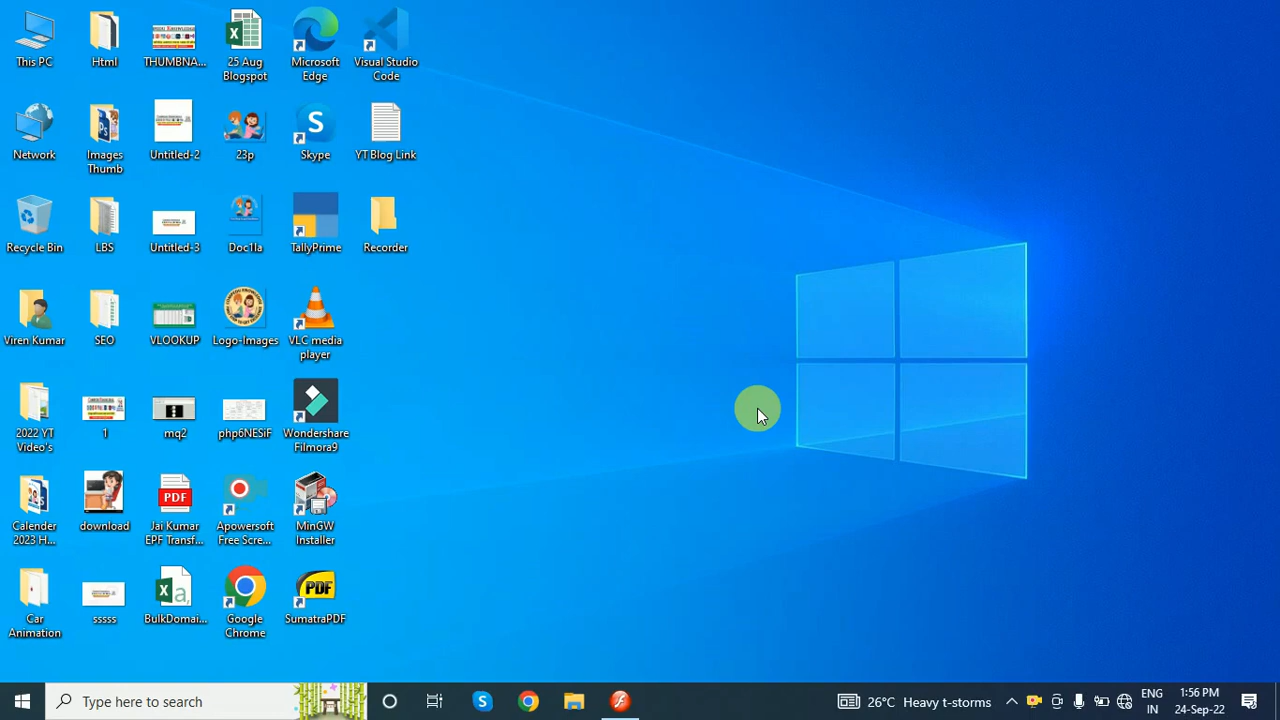 This PC
Html
THUMBNA...
25 Aug
Blogspot
Microsoft
Edge
Visual Studio
Code
Network
Images
Thumb
Untitled-2
23p
Skype
YT Blog Link
Recycle Bin
LBS
Untitled-3
Doc1la
TallyPrime
Recorder
Viren Kumar
SEO
VLOOKUP
Logo-Images
VLC media
player
2022 YT
Video's
1
mq2
php6NESiF
Wondershare
Filmora9
Calender
2023 H...
download
PDF
Jai Kumar
EPF Transf...
Apowersoft
Free Scre...
MinGW
Installer
Car
Animation
sssss
BulkDomai...
Google
Chrome
PDF
SumatraPDF
Type here to search
26°C Heavy t-storms
ENG
IN
1:56 PM
24-Sep-22